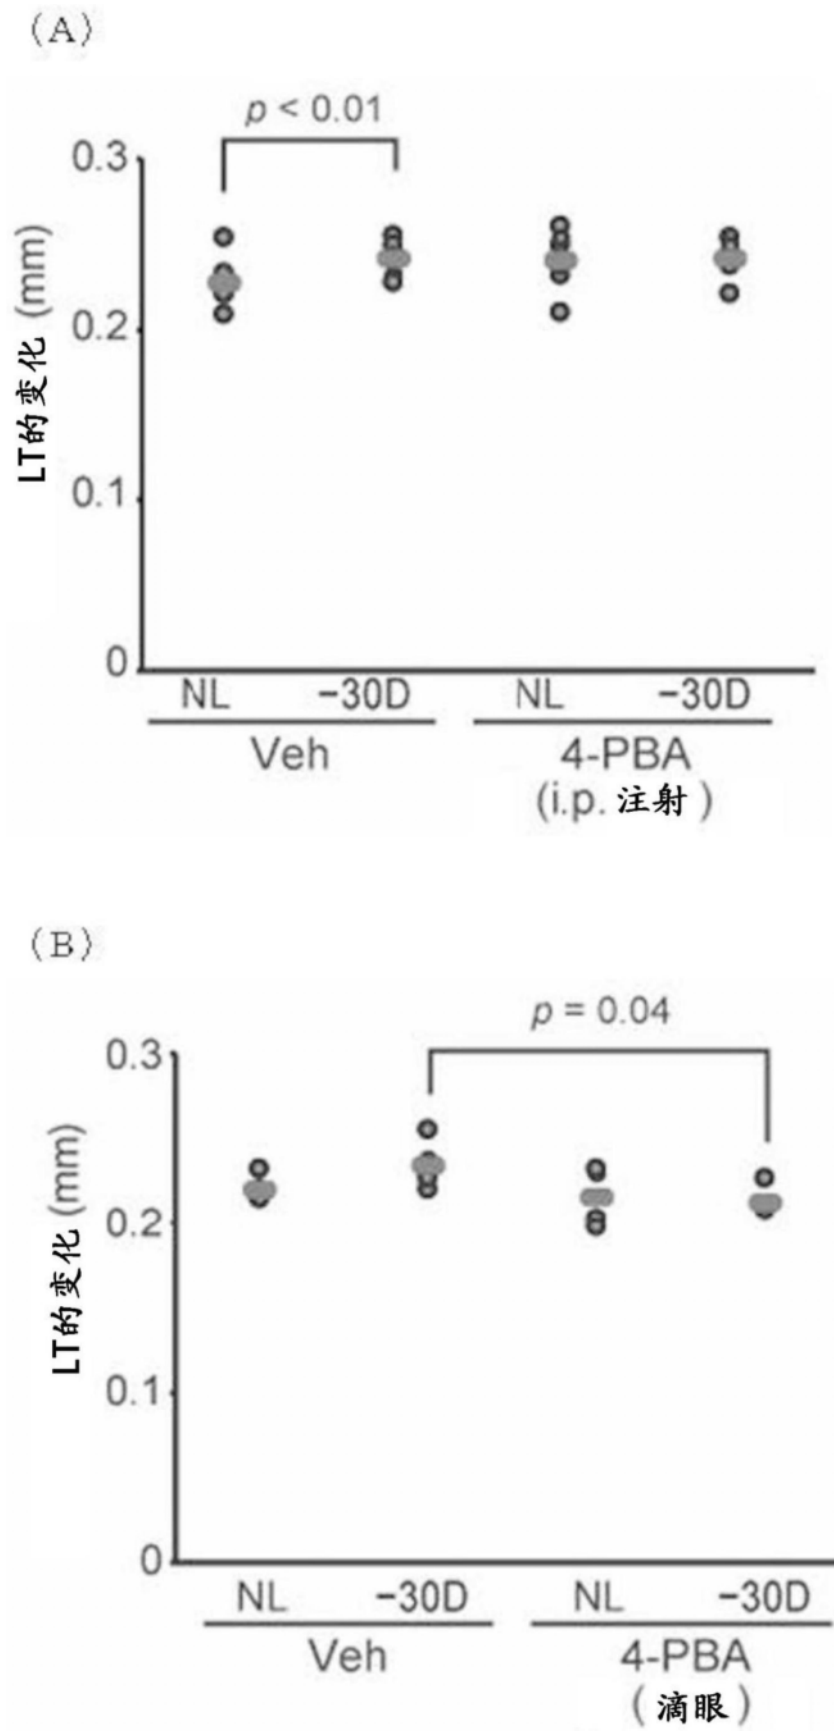 (A)
p < 0.01
LT的变化 (mm)
0.3
0.2
0.1
0
NL −30D NL −30D
Veh 4-PBA
(i.p. 注射)
(B)
p = 0.04
LT的变化 (mm)
0.3
0.2
0.1
0
NL −30D NL −30D
Veh 4-PBA
(滴眼)